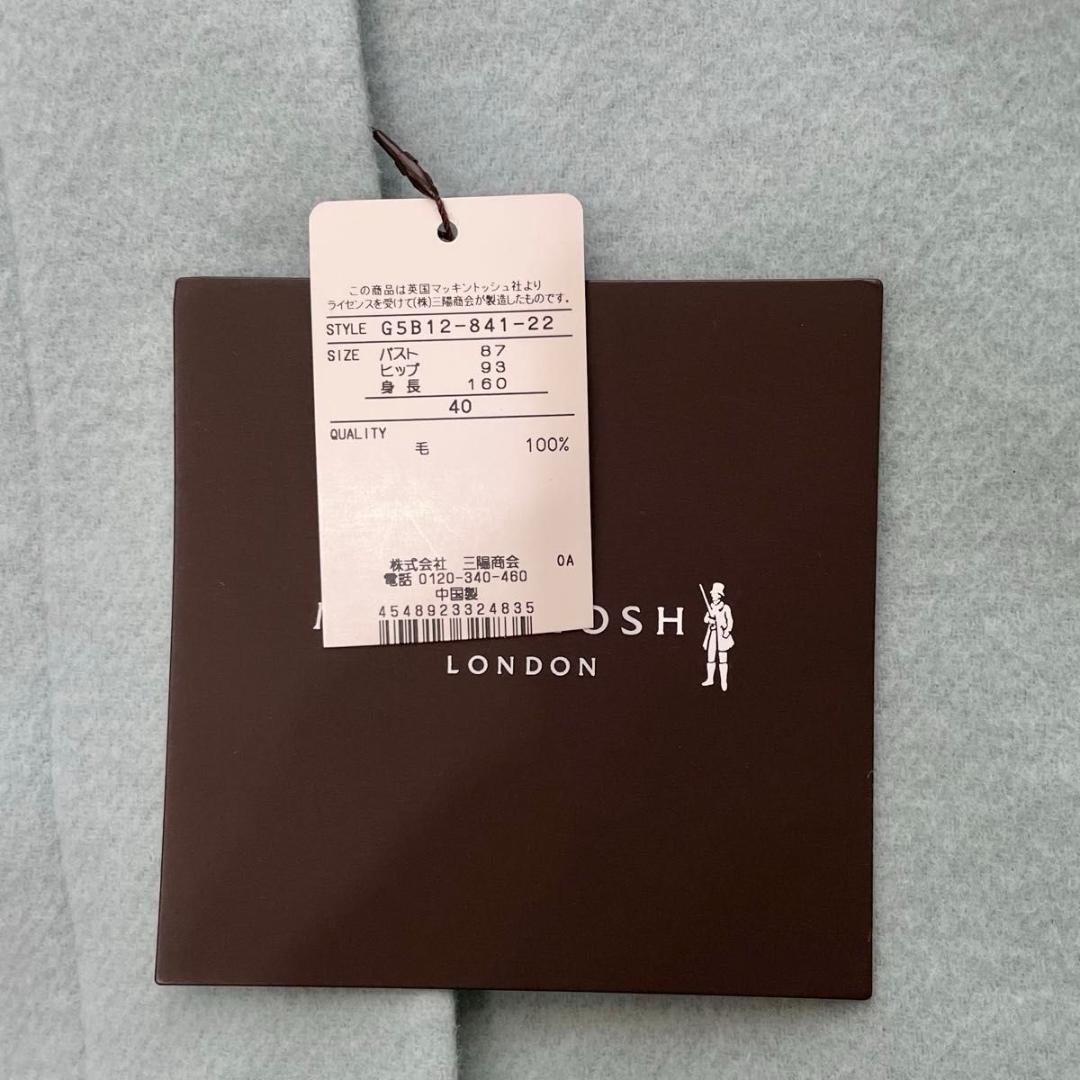 この商品は英国マッキントッシュ社より
ライセンスを受けて(株)三陽商会が製造したものです。
STYLE G5B12-841-22
SIZE バスト 87
ヒップ 93
身長 160
40
QUALITY
毛 100%
株式会社 三陽商会 0A
電話 0120-340-460
中国製
4548923324835
OSH
LONDON